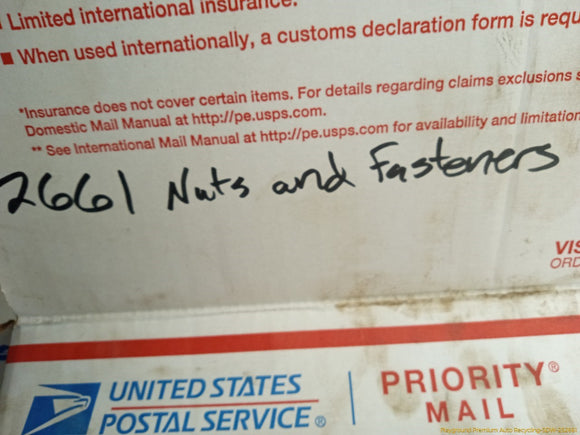 Limited international insurance.
■ When used internationally, a customs declaration form is requ
*Insurance does not cover certain items. For details regarding claims exclusions s
Domestic Mail Manual at http://pe.usps.com.
** See International Mail Manual at http://pe.usps.com for availability and limitation
2661 Nuts and Fasteners
VIS
ORD
UNITED STATES
POSTAL SERVICE®
PRIORITY®
MAIL